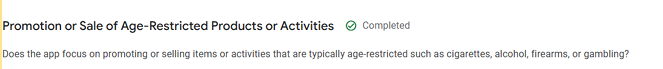 Promotion or Sale of Age-Restricted Products or Activities Completed
Does the app focus on promoting or selling items or activities that are typically age-restricted such as cigarettes, alcohol, firearms, or gambling?